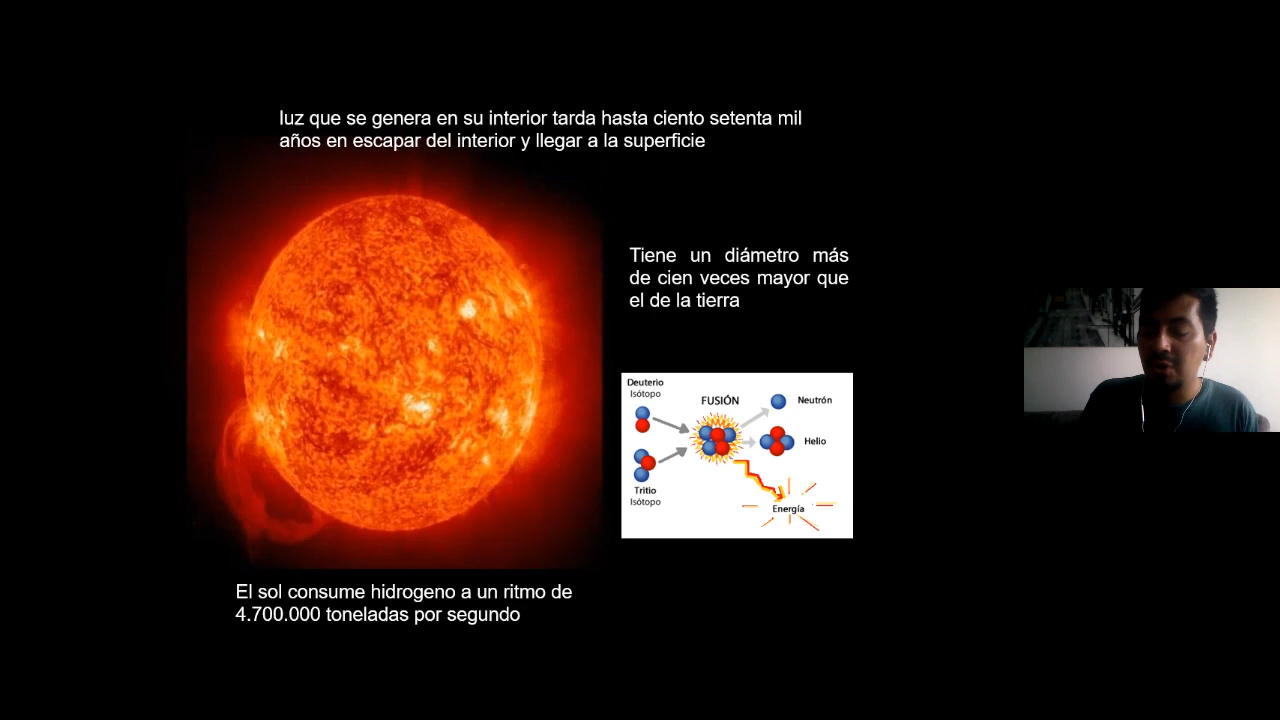 luz que se genera en su interior tarda hasta ciento setenta mil
años en escapar del interior y llegar a la superficie
Tiene un diámetro más
de cien veces mayor que
el de la tierra
Deuterio
Isótopo
FUSIÓN
Neutrón
Helio
Tritio
Isótopo
Energía
El sol consume hidrogeno a un ritmo de
4.700.000 toneladas por segundo